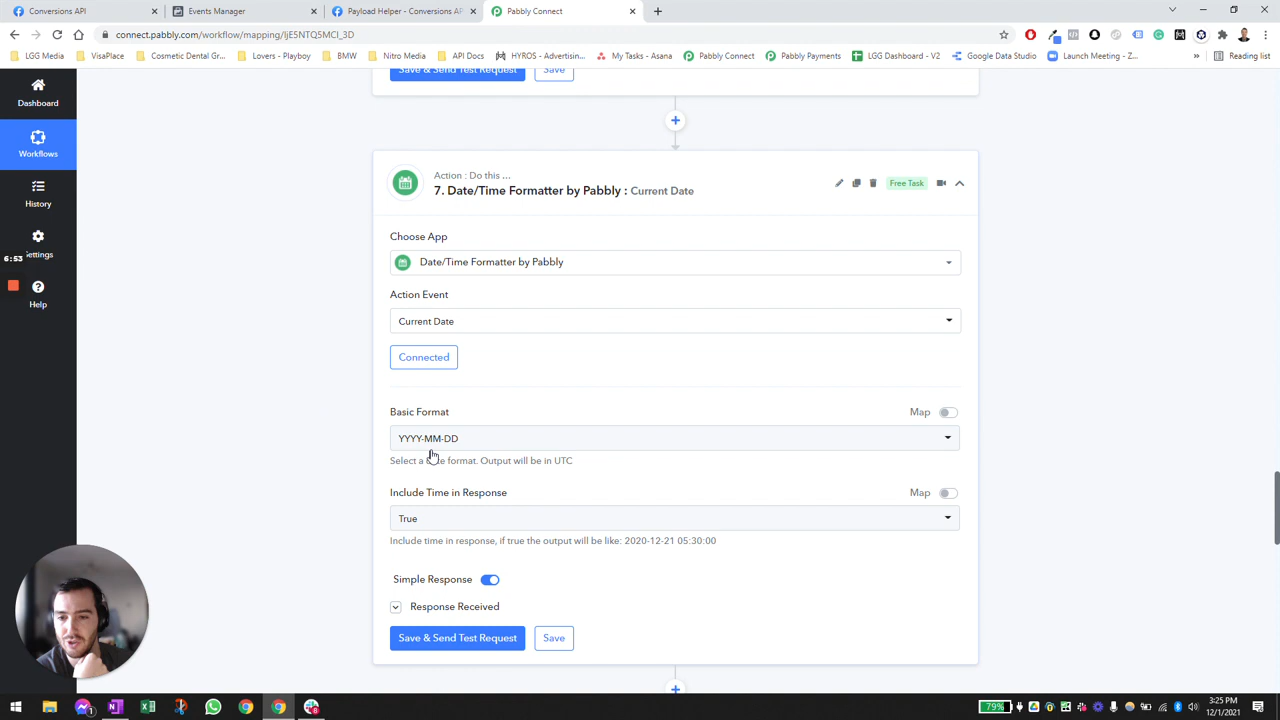 Conversions API
Events Manager
Payload Helper - Conversions AP
Pabbly Connect
connect.pabbly.com/workflow/mapping/IjE5NTQ5MCI_3D
LGG Media
VisaPlace
Cosmetic Dental Gr...
Lovers - Playboy
BMW
Nitro Media
API Docs
HYROS - Advertisin...
My Tasks - Asana
Pabbly Connect
Pabbly Payments
LGG Dashboard - V2
Google Data Studio
Launch Meeting - Z...
»
Reading list
Save & Send Test Request
Save
Dashboard
Workflows
History
6:53
ettings
Help
Action : Do this ...
7. Date/Time Formatter by Pabbly : Current Date
Free Task
Choose App
Date/Time Formatter by Pabbly
Action Event
Current Date
Connected
Basic Format
Map
YYYY-MM-DD
Select a date format. Output will be in UTC
Include Time in Response
Map
True
Include time in response, if true the output will be like: 2020-12-21 05:30:00
Simple Response
Response Received
Save & Send Test Request
Save
79%
3:25 PM
12/1/2021